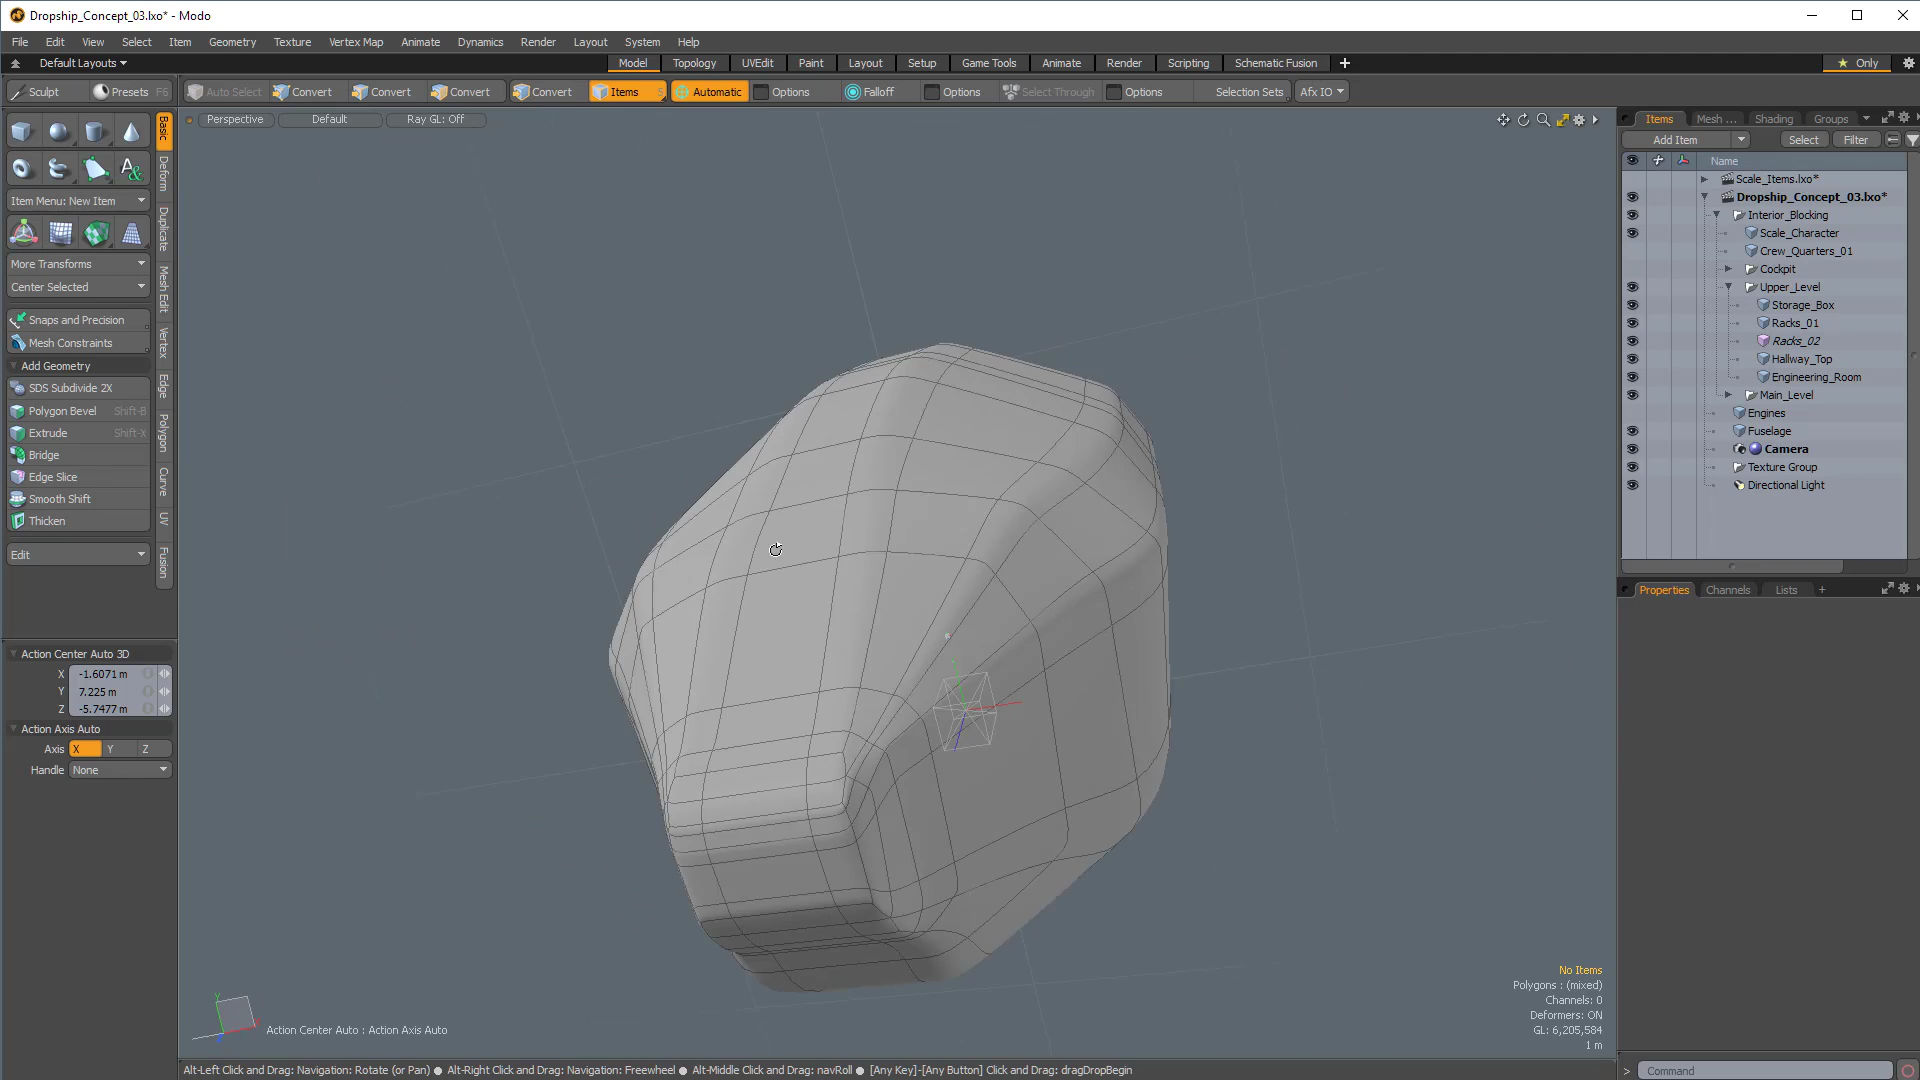 Dropship_Concept_03.lxo* - Modo
File Edit View Select Item Geometry Texture Vertex Map Animate Dynamics Render Layout System Help
Default Layouts Model Topology UVEdit Paint Layout Setup Game Tools Animate Render Scripting Schematic Fusion + Only
Sculpt Presets F6 Auto Select Convert Convert Convert Convert Items 5 Automatic Options Falloff Options Select Through Options Selection Sets Afx IO
Perspective Default Ray GL: Off
Basic
Deform
Duplicate
Mesh Edit
Vertex
Edge
Polygon
Curve
UV
Fusion
Item Menu: New Item
More Transforms
Center Selected
Snaps and Precision
Mesh Constraints
Add Geometry
SDS Subdivide 2X
Polygon Bevel Shift-B
Extrude Shift-X
Bridge
Edge Slice
Smooth Shift
Thicken
Edit
Action Center Auto 3D
X -1.6071 m
Y 7.225 m
Z -5.7477 m
Action Axis Auto
Axis X Y Z
Handle None
Items Mesh ... Shading Groups
Add Item Select Filter
Name
Scale_Items.lxo*
Dropship_Concept_03.lxo*
Interior_Blocking
Scale_Character
Crew_Quarters_01
Cockpit
Upper_Level
Storage_Box
Racks_01
Racks_02
Hallway_Top
Engineering_Room
Main_Level
Engines
Fuselage
Camera
Texture Group
Directional Light
Properties Channels Lists +
No Items
Polygons : (mixed)
Channels: 0
Deformers: ON
GL: 6,205,584
1 m
Y
Action Center Auto : Action Axis Auto
Alt-Left Click and Drag: Navigation: Rotate (or Pan) ● Alt-Right Click and Drag: Navigation: Freewheel ● Alt-Middle Click and Drag: navRoll ● [Any Key]-[Any Button] Click and Drag: dragDropBegin
> Command